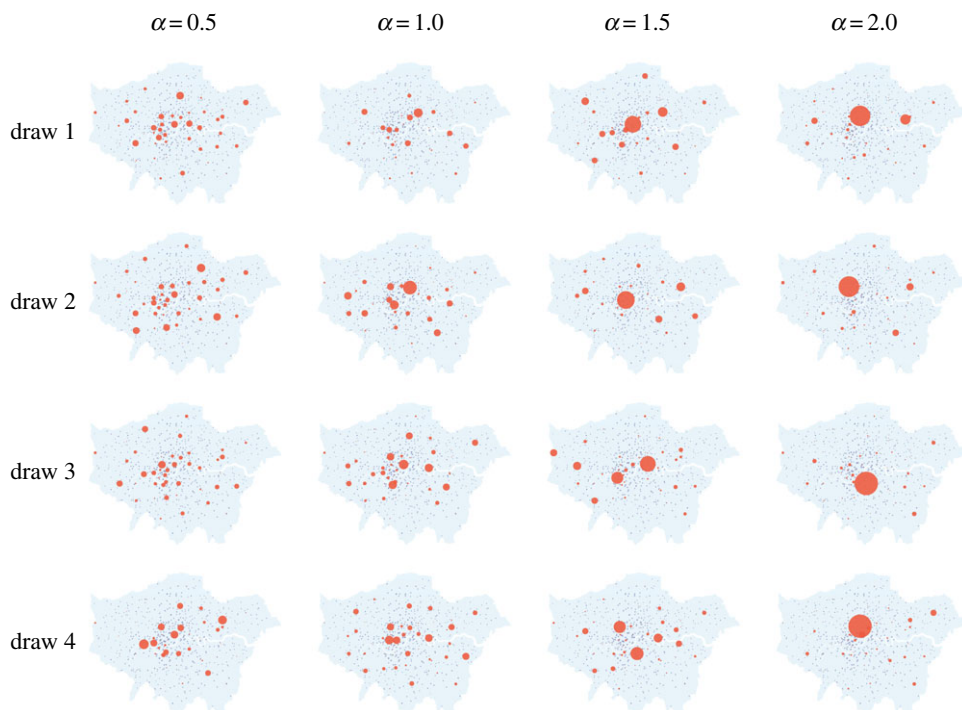 α = 0.5 α = 1.0 α = 1.5 α = 2.0
draw 1
draw 2
draw 3
draw 4